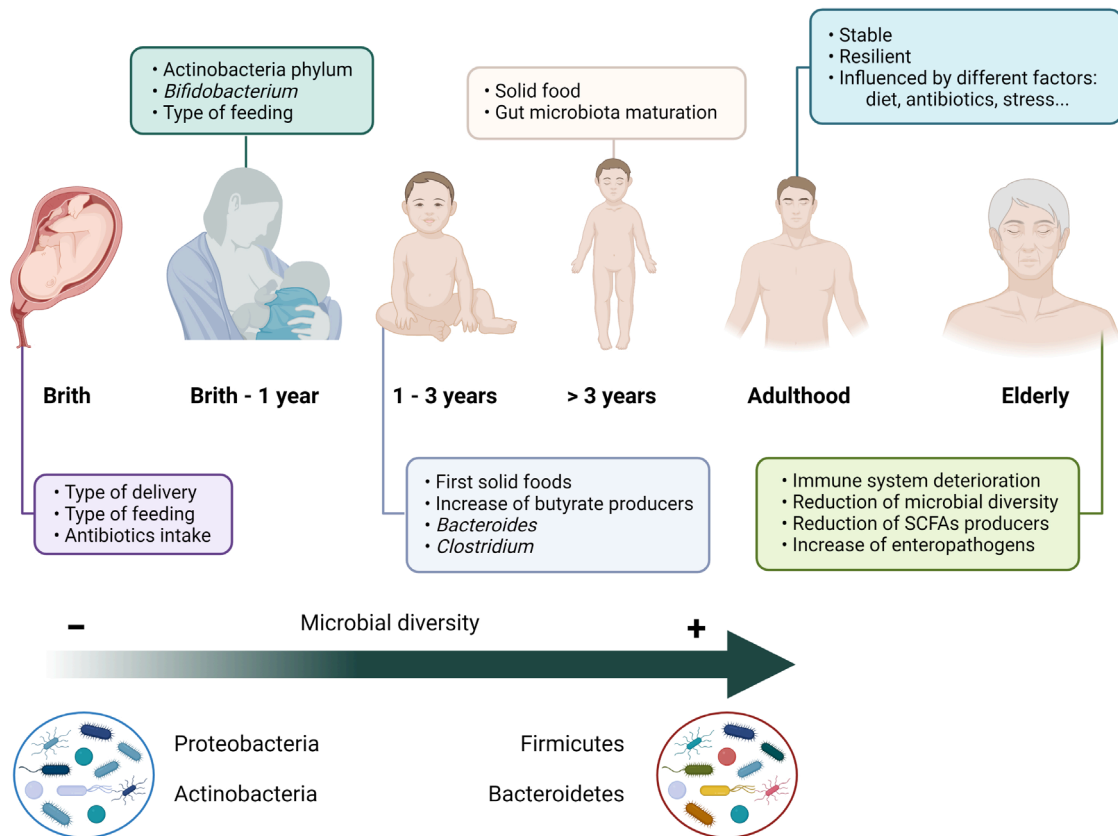 • Stable
• Resilient
• Influenced by different factors:
diet, antibiotics, stress...
• Actinobacteria phylum
• Bifidobacterium
• Type of feeding
• Solid food
• Gut microbiota maturation
Brith
Brith - 1 year
1 - 3 years
> 3 years
Adulthood
Elderly
• Type of delivery
• Type of feeding
• Antibiotics intake
• First solid foods
• Increase of butyrate producers
• Bacteroides
• Clostridium
• Immune system deterioration
• Reduction of microbial diversity
• Reduction of SCFAs producers
• Increase of enteropathogens
− Microbial diversity +
Proteobacteria
Actinobacteria
Firmicutes
Bacteroidetes